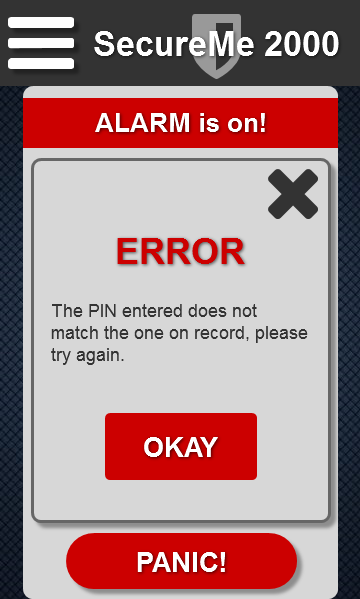 SecureMe 2000
ALARM is on!
ERROR
The PIN entered does not
match the one on record, please
try again.
OKAY
PANIC!